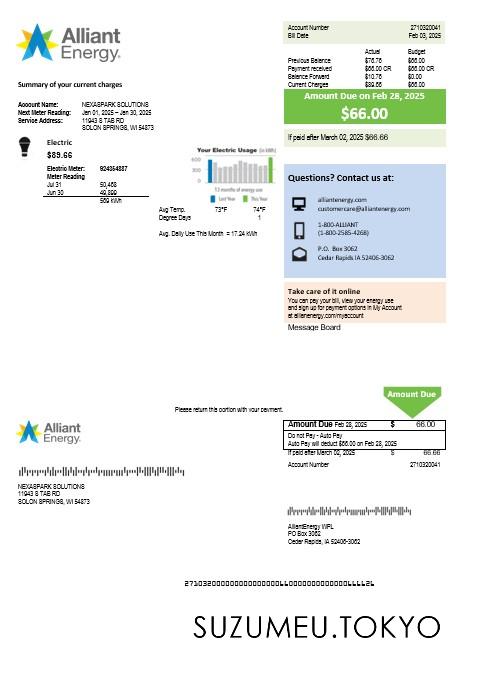 Alliant
Energy.
Account Number 2710320041
Bill Date Feb 03, 2025
Actual Budget
Previous Balance $76.76 $66.00
Payment received $66.00 CR $66.00 CR
Balance Forward $10.76 $0.00
Current Charges $89.66 $66.00
Amount Due on Feb 28, 2025
$66.00
If paid after March 02, 2025 $66.66
Summary of your current charges
Account Name: NEXASPARK SOLUTIONS
Next Meter Reading: Jan 01, 2025 – Jan 30, 2025
Service Address: 11943 S TAB RD
SOLON SPRINGS, WI 54873
Electric
$89.66
Electric Meter: 924354887
Meter Reading
Jul 31 50,468
Jun 30 49,899
569 kWh
Your Electric Usage (in kWh)
600
300
0
13 months of energy use
Last Year This Year
Avg Temp. 73°F 74°F
Degree Days 1
Avg. Daily Use This Month = 17.24 kWh
Questions? Contact us at:
alliantenergy.com
customercare@alliantenergy.com
1-800-ALLIANT
(1-800-2585-4268)
P.O. Box 3062
Cedar Rapids IA 52406-3062
Take care of it online
You can pay your bill, view your energy use
and sign up for payment options in My Account
at alliantenergy.com/myaccount
Message Board
Amount Due
Please return this portion with your payment.
Alliant
Energy.
Amount Due Feb 28, 2025 $ 66.00
Do not Pay - Auto Pay
Auto Pay will deduct $66.00 on Feb 28, 2025
If paid after March 02, 2025 $ 66.66
Account Number 2710320041
NEXASPARK SOLUTIONS
11943 S TAB RD
SOLON SPRINGS, WI 54873
AlliantEnergy WPL
PO Box 3062
Cedar Rapids, IA 52406-3062
SUZUMEU.TOKYO